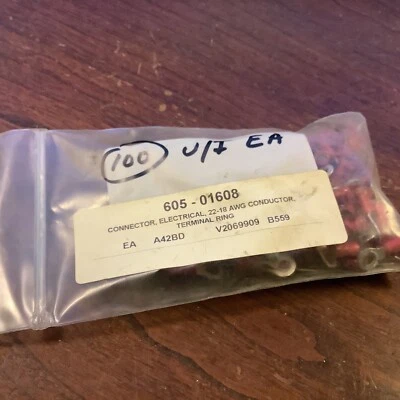 100 U/I EA
605 - 01608
CONNECTOR, ELECTRICAL, 22-18 AWG CONDUCTOR,
TERMINAL RING
EA A42BD V2069909 B559